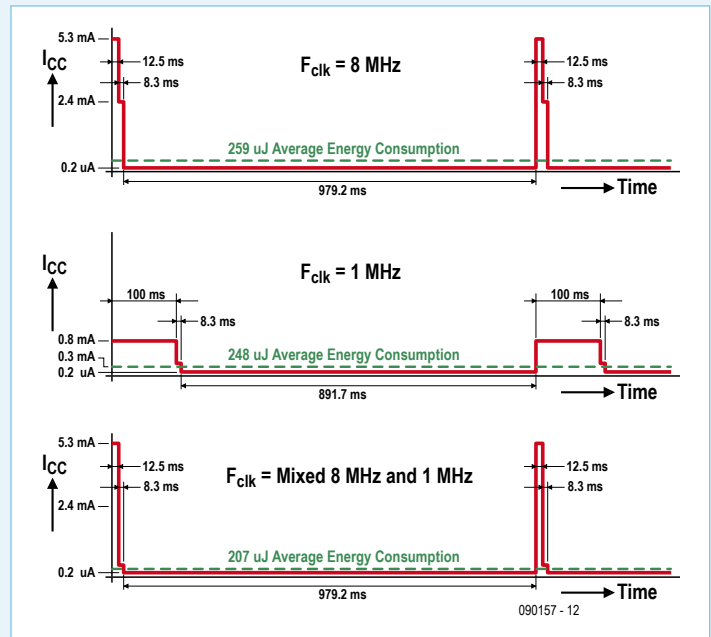 5.3 mA
ICC
12.5 ms
Fclk = 8 MHz
8.3 ms
2.4 mA
259 uJ Average Energy Consumption
0.2 uA
979.2 ms
Time
ICC
Fclk = 1 MHz
100 ms
100 ms
8.3 ms
8.3 ms
0.8 mA
0.3 mA
248 uJ Average Energy Consumption
0.2 uA
891.7 ms
Time
5.3 mA
ICC
12.5 ms
12.5 ms
Fclk = Mixed 8 MHz and 1 MHz
8.3 ms
8.3 ms
2.4 mA
207 uJ Average Energy Consumption
0.2 uA
979.2 ms
Time
090157 - 12
12.5 ms
8.3 ms